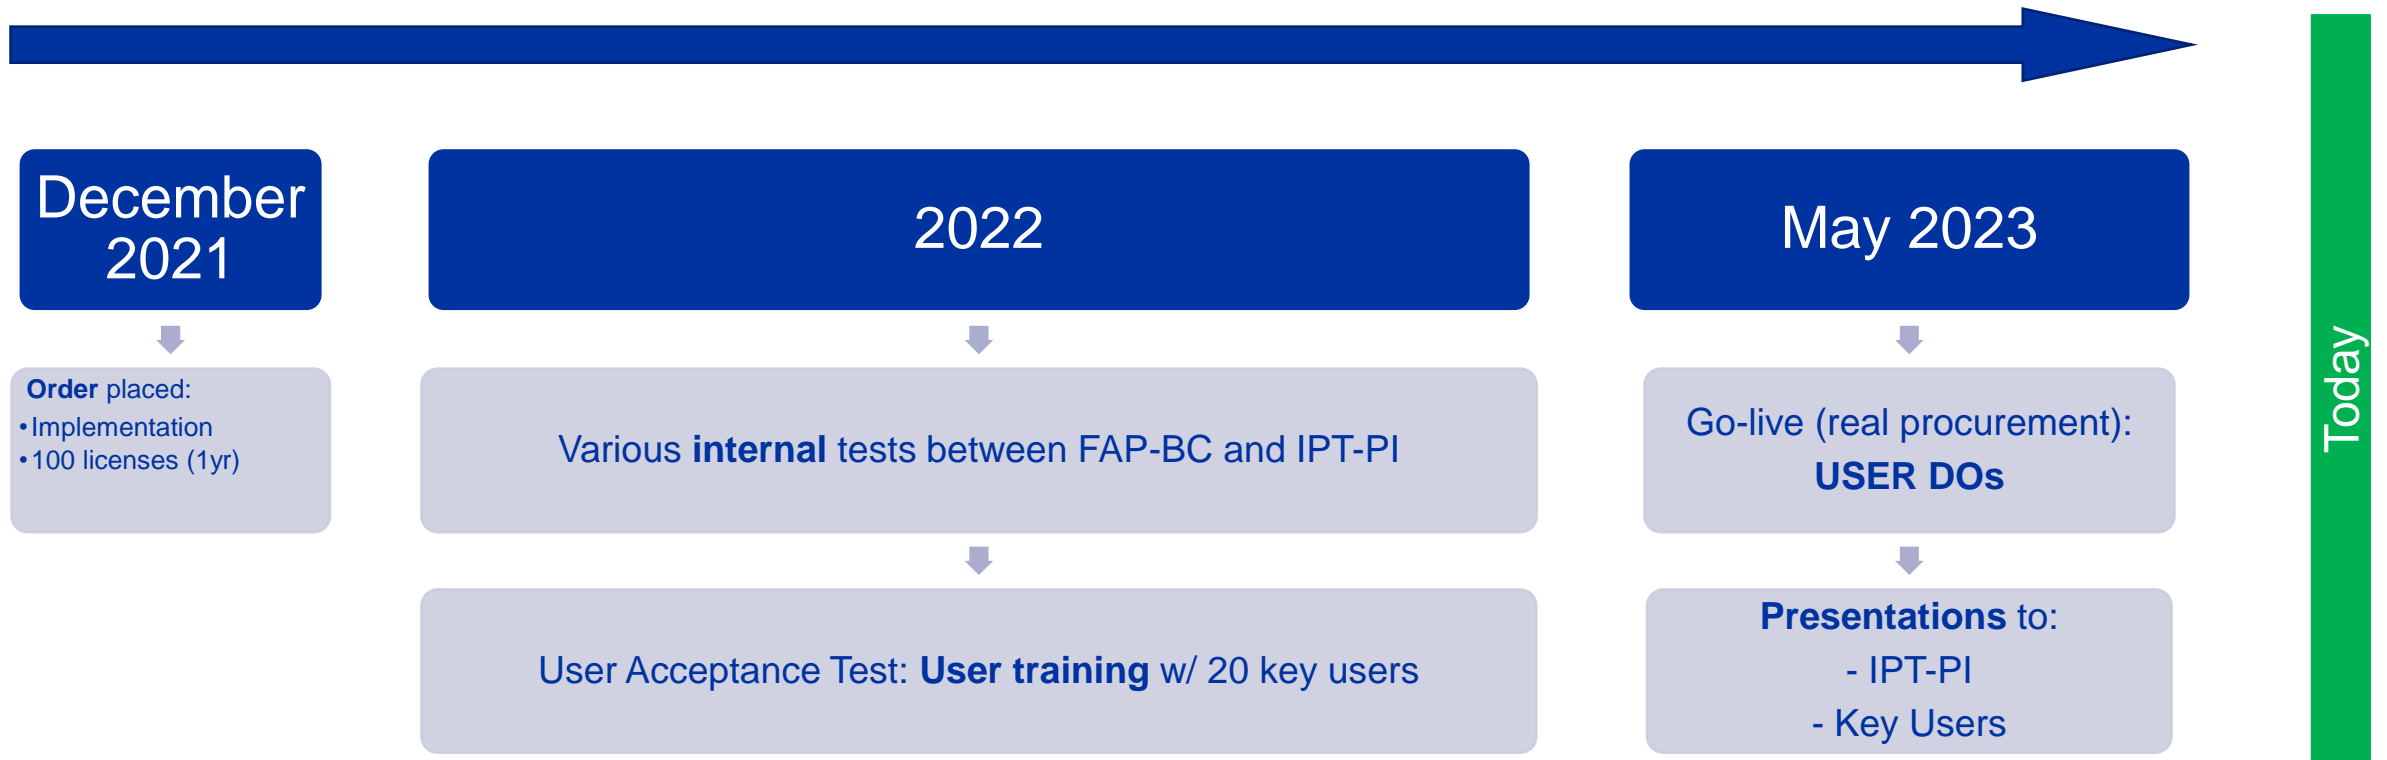 December
2021
Order placed:
•Implementation
•100 licenses (1yr)
2022
Various internal tests between FAP-BC and IPT-PI
User Acceptance Test: User training w/ 20 key users
May 2023
Go-live (real procurement):
USER DOs
Presentations to:
- IPT-PI
- Key Users
Today